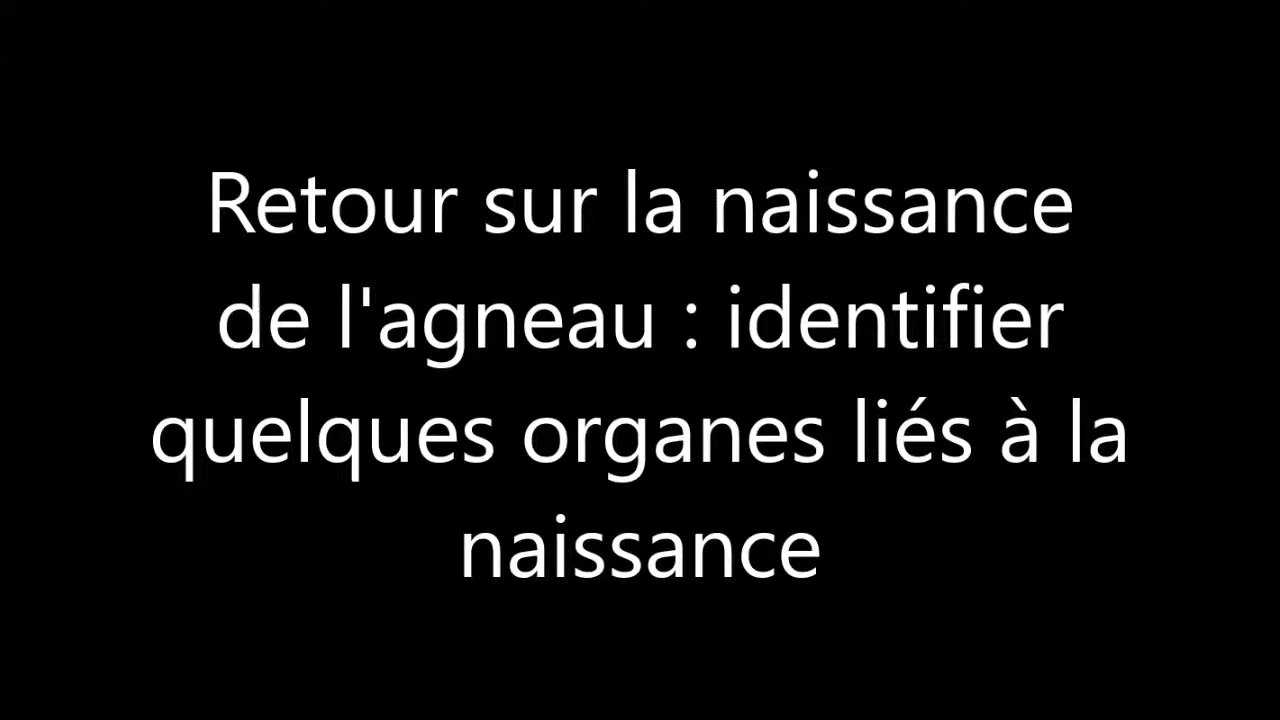 Retour sur la naissance
de l'agneau : identifier
quelques organes liés à la
naissance